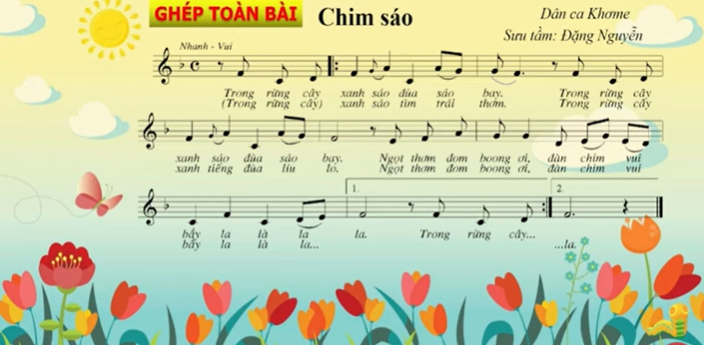 GHÉP TOÀN BÀI
Chim sáo
Dân ca Khơme
Sưu tầm: Đặng Nguyễn
Nhanh - Vui
Trong rừng cây xanh sáo đùa sáo bay. Trong rừng cây
(Trong rừng cây) xanh sáo tìm trái thơm. Trong rừng cây
xanh sáo đùa sáo bay. Ngọt thơm đom boong ơi, đàn chim vui
xanh tiếng đùa líu lo. Ngọt thơm đom boong ơi, đàn chim vui
1.
2.
bầy la là la la. Trong rừng cây... ...la.
bầy la là la...